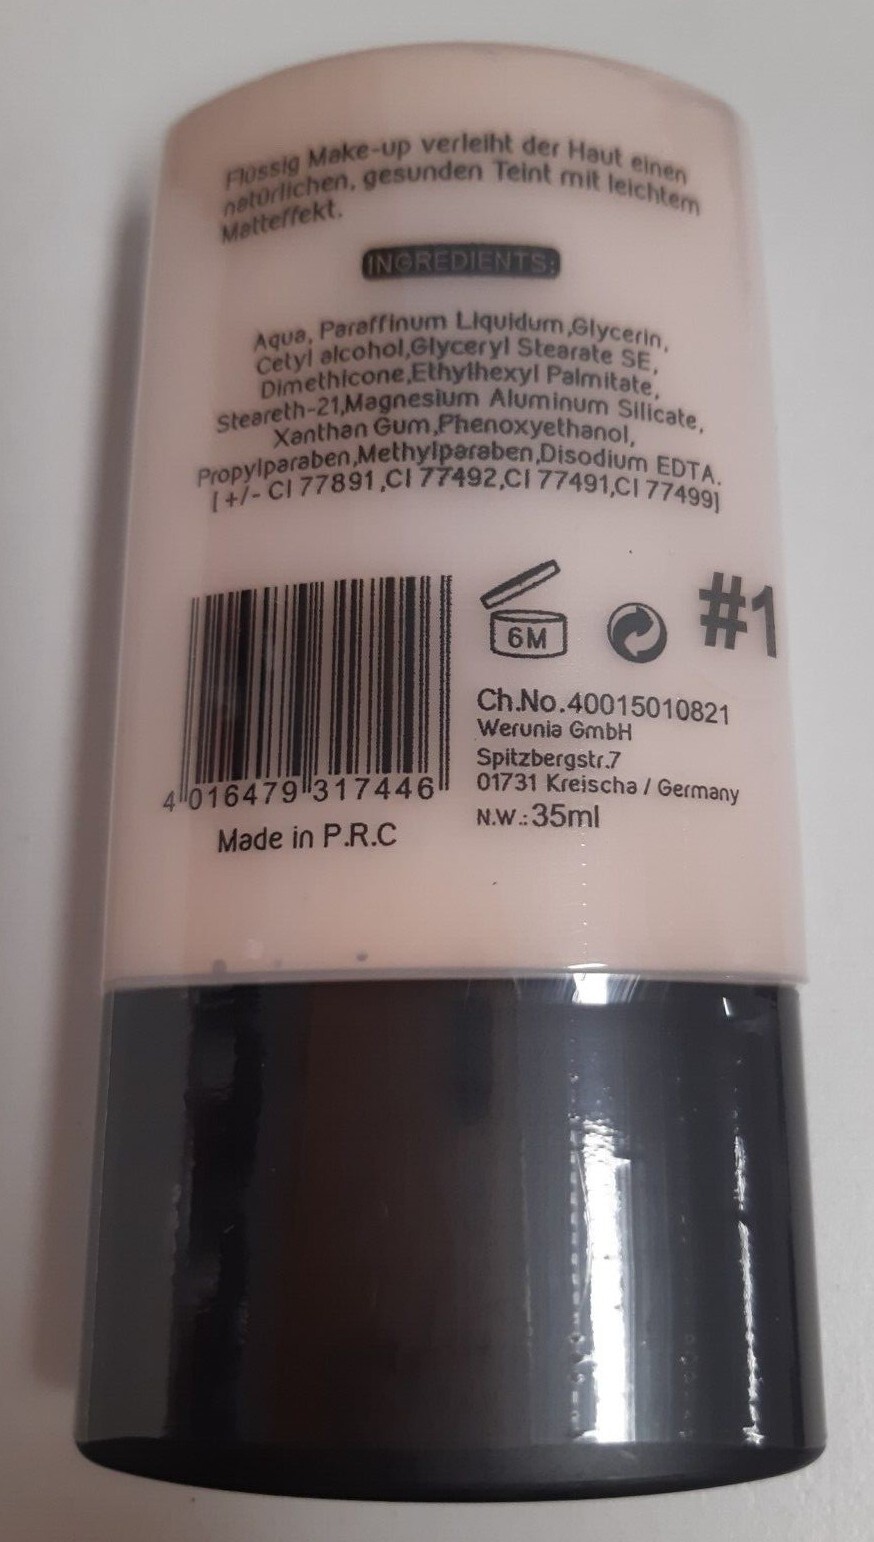 Flüssig Make-up verleiht der Haut einen
natürlichen, gesunden Teint mit leichtem
Matteffekt.
INGREDIENTS:
Aqua, Paraffinum Liquidum,Glycerin,
Cetyl alcohol,Glyceryl Stearate SE,
Dimethicone,Ethylhexyl Palmitate,
Steareth-21,Magnesium Aluminum Silicate,
Xanthan Gum,Phenoxyethanol,
Propylparaben,Methylparaben,Disodium EDTA.
[+/- CI 77891,CI 77492,CI 77491,CI 77499]
6M
#1
Ch.No.40015010821
Werunia GmbH
Spitzbergstr.7
01731 Kreischa / Germany
N.W.:35ml
4 016479 317446
Made in P.R.C